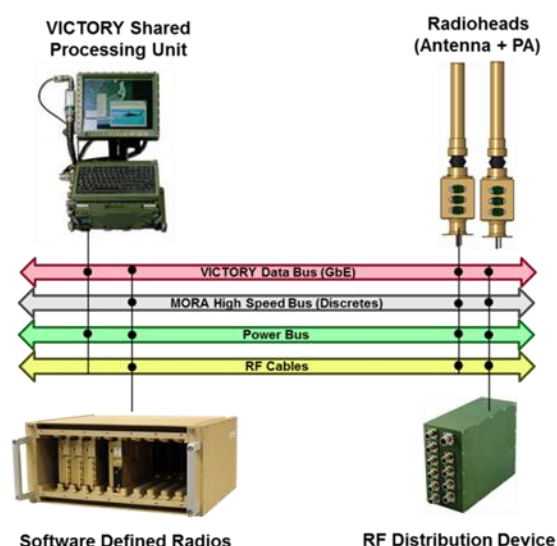 VICTORY Shared
Processing Unit
Radioheads
(Antenna + PA)
VICTORY Data Bus (GbE)
MORA High Speed Bus (Discretes)
Power Bus
RF Cables
Software Defined Radios
RF Distribution Device